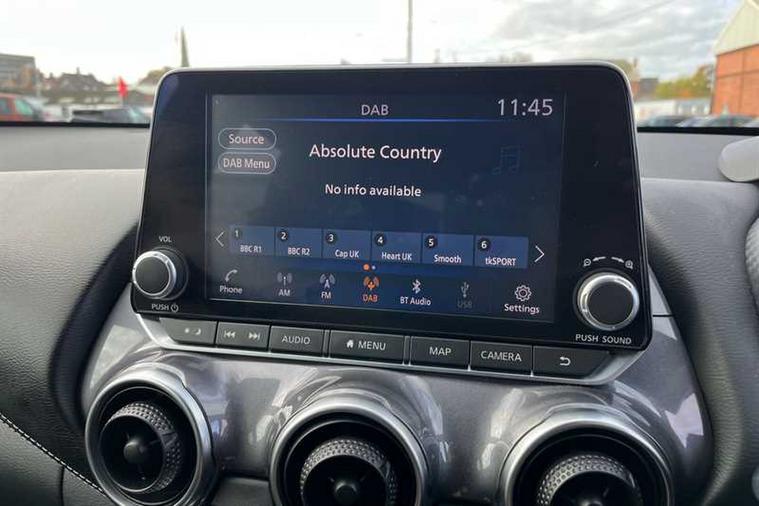 DAB 11:45
Source
Absolute Country
DAB Menu
No info available
1 2 3 4 5 6
BBC R1 BBC R2 Cap UK Heart UK Smooth tkSPORT
Phone AM FM DAB BT Audio USB Settings
VOL
PUSH
PUSH SOUND
AUDIO MENU MAP CAMERA